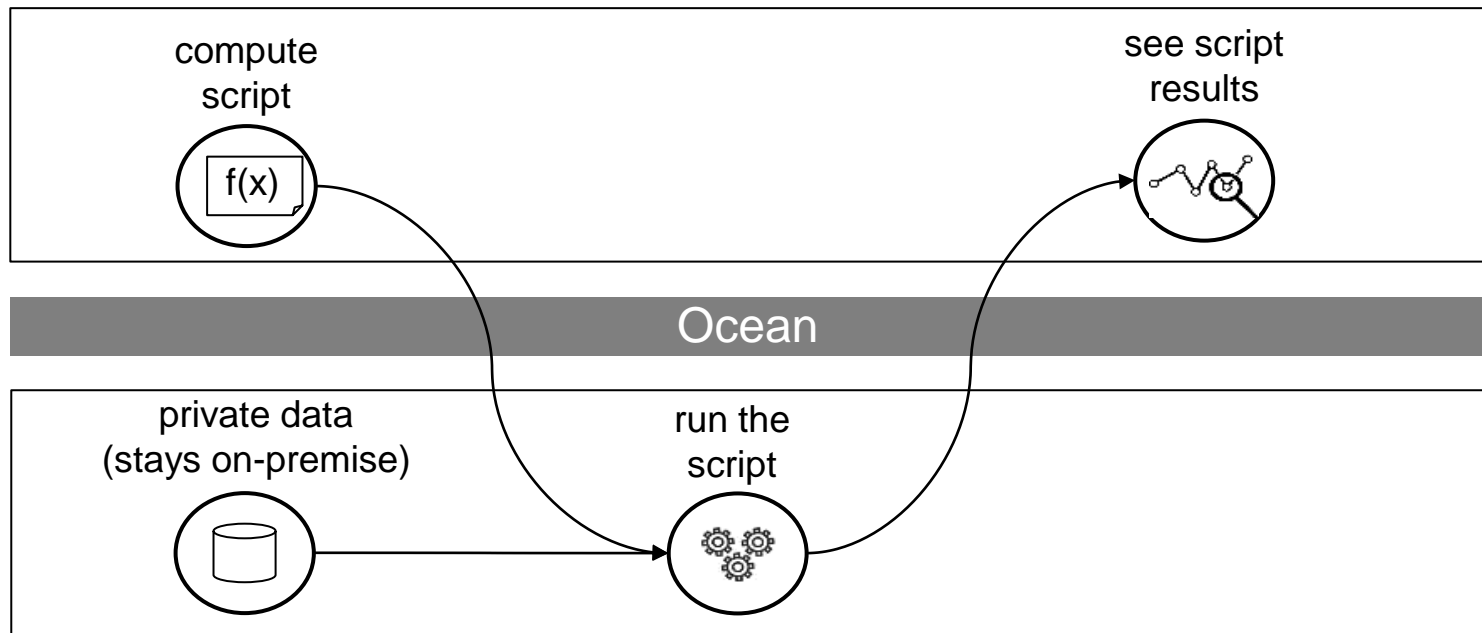 compute
script
f(x)
see script
results
Ocean
private data
(stays on-premise)
run the
script